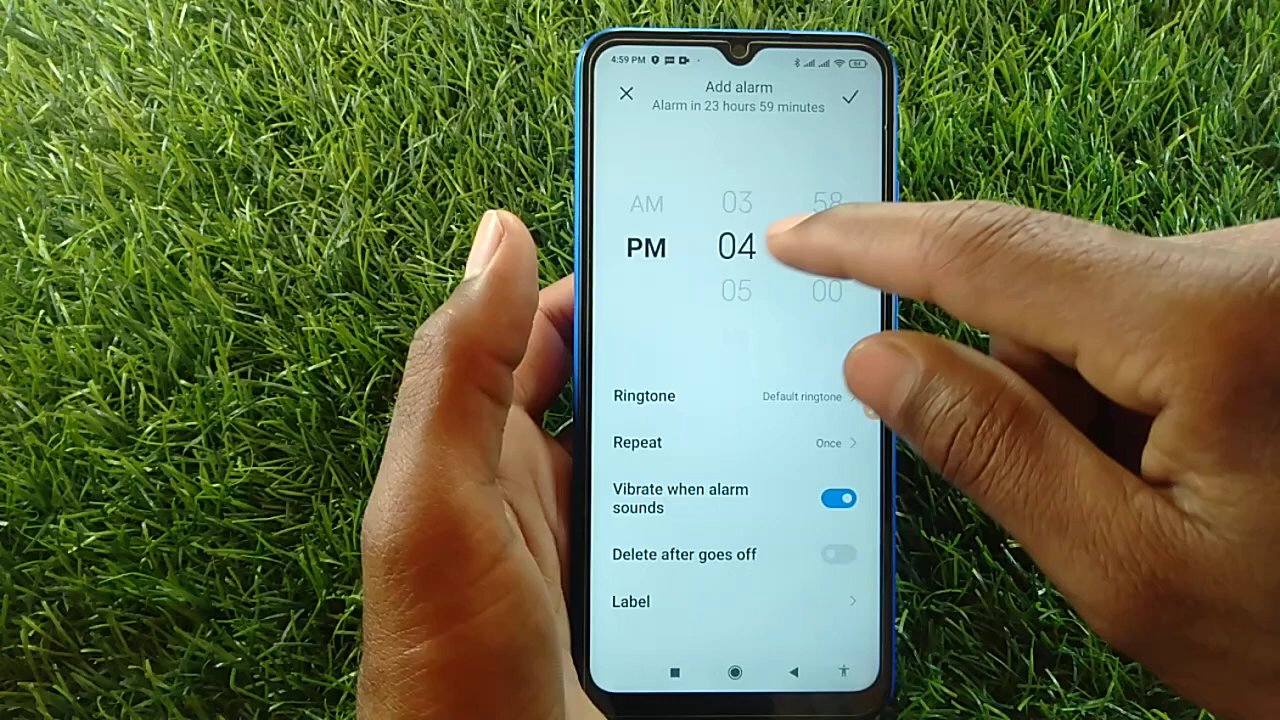 4:59 PM
84
Add alarm
Alarm in 23 hours 59 minutes
AM 03 58
PM 04
05 00
Ringtone Default ringtone
Repeat Once
Vibrate when alarm
sounds
Delete after goes off
Label